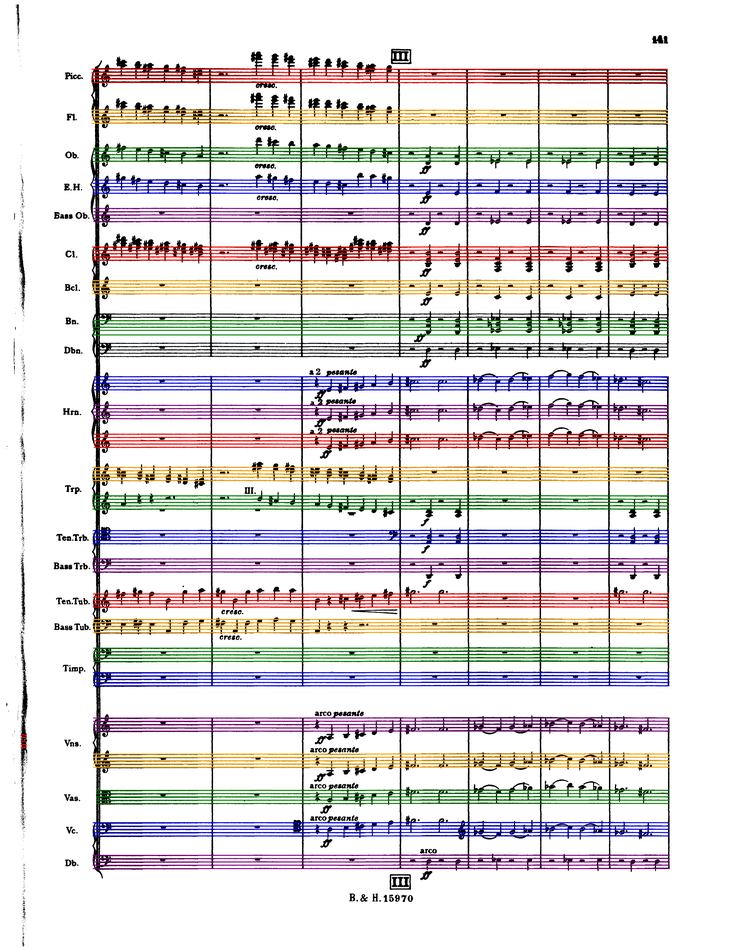 141
III
Picc.
cresc.
Fl.
cresc.
Ob.
cresc.
ff
E.H.
cresc.
ff
Bass Ob.
ff
Cl.
cresc.
ff
Bcl.
ff
Bn.
ff
Dbn.
ff
a 2 pesante
ff
Hrn.
a 2 pesante
ff
a 2 pesante
ff
Trp.
III.
f
Ten.Trb.
f
Bass Trb.
f
Ten.Tub.
cresc.
Bass Tub.
cresc.
Timp.
arco pesante
ff
Vns.
arco pesante
ff
Vas.
arco pesante
ff
Vc.
arco pesante
ff
Db.
arco
ff
III
B. & H. 15970